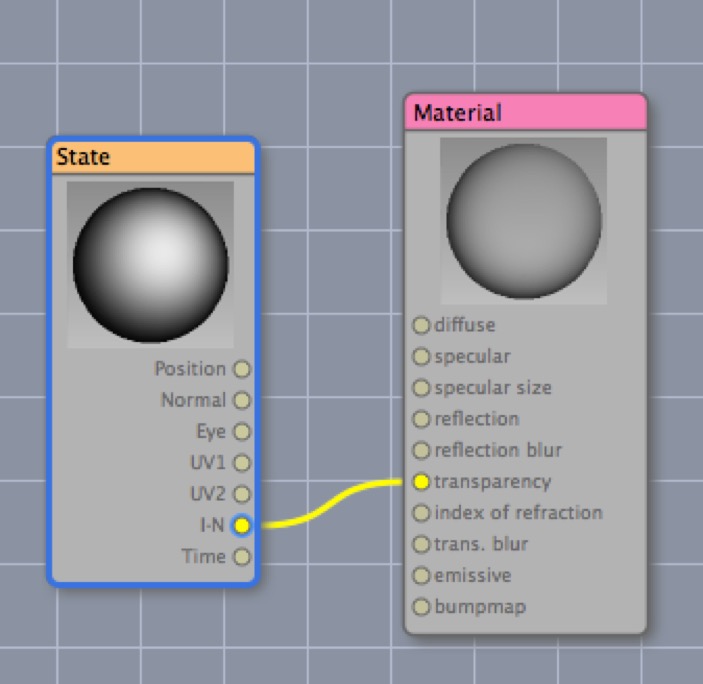 State
Position
Normal
Eye
UV1
UV2
I-N
Time
Material
diffuse
specular
specular size
reflection
reflection blur
transparency
index of refraction
trans. blur
emissive
bumpmap